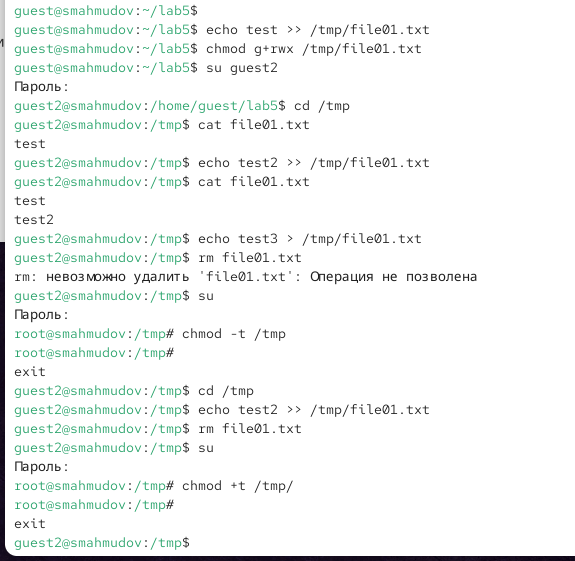 guest@smahmudov:~/lab5$
guest@smahmudov:~/lab5$ echo test >> /tmp/file01.txt
guest@smahmudov:~/lab5$ chmod g+rwx /tmp/file01.txt
guest@smahmudov:~/lab5$ su guest2
Пароль:
guest2@smahmudov:/home/guest/lab5$ cd /tmp
guest2@smahmudov:/tmp$ cat file01.txt
test
guest2@smahmudov:/tmp$ echo test2 >> /tmp/file01.txt
guest2@smahmudov:/tmp$ cat file01.txt
test
test2
guest2@smahmudov:/tmp$ echo test3 > /tmp/file01.txt
guest2@smahmudov:/tmp$ rm file01.txt
rm: невозможно удалить 'file01.txt': Операция не позволена
guest2@smahmudov:/tmp$ su
Пароль:
root@smahmudov:/tmp# chmod -t /tmp
root@smahmudov:/tmp#
exit
guest2@smahmudov:/tmp$ cd /tmp
guest2@smahmudov:/tmp$ echo test2 >> /tmp/file01.txt
guest2@smahmudov:/tmp$ rm file01.txt
guest2@smahmudov:/tmp$ su
Пароль:
root@smahmudov:/tmp# chmod +t /tmp/
root@smahmudov:/tmp#
exit
guest2@smahmudov:/tmp$